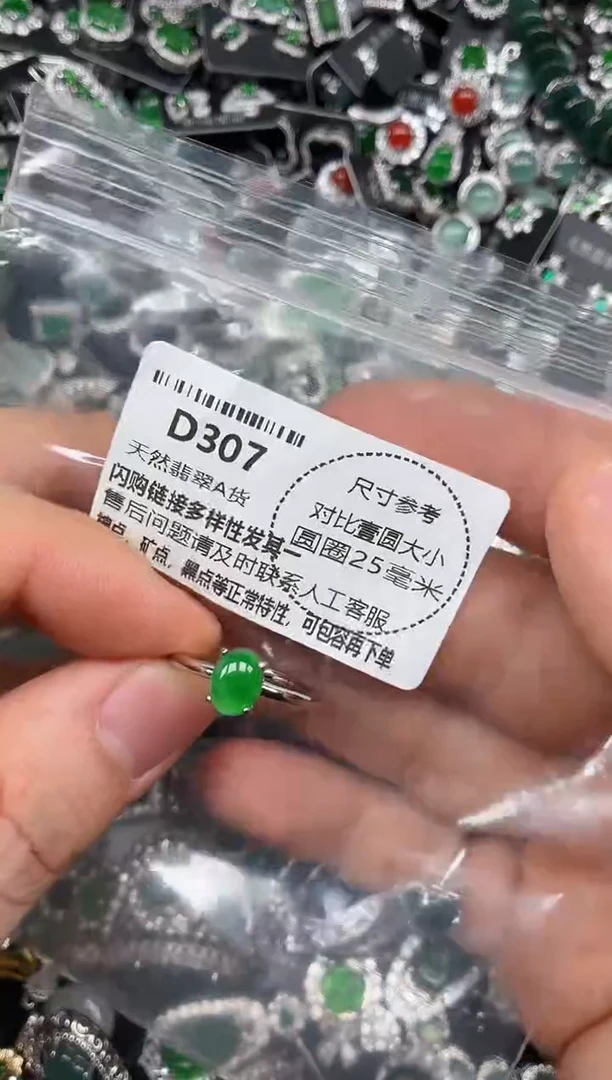 D307
天然翡翠A货
闪购链接多样性发其一
售后问题请及时联系人工客服
棉点，矿点，黑点等正常特性，可包容再下单
尺寸参考
对比壹圆大小
圆圈25毫米